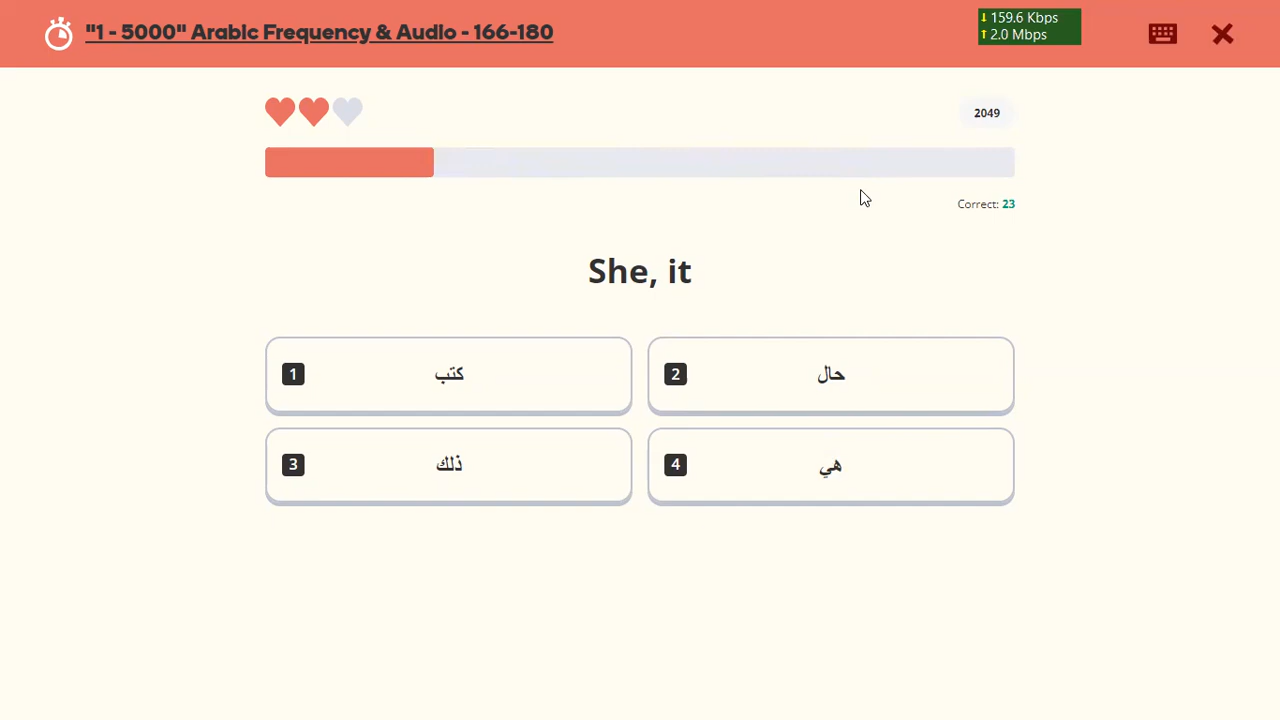 "1 - 5000" Arabic Frequency & Audio - 166-180
↓ 159.6 Kbps
↑ 2.0 Mbps
2049
Correct: 23
She, it
1 كتب
2 حال
3 ذلك
4 هي